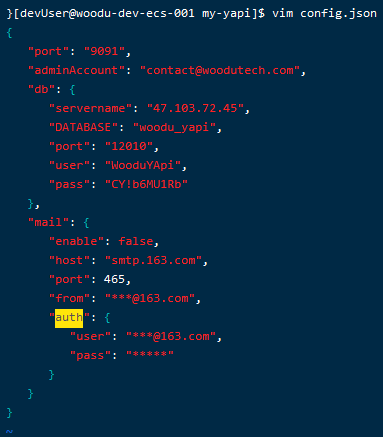 }[devUser@woodu-dev-ecs-001 my-yapi]$ vim config.json
{
"port": "9091",
"adminAccount": "contact@woodutech.com",
"db": {
"servername": "47.103.72.45",
"DATABASE": "woodu_yapi",
"port": "12010",
"user": "WooduYApi",
"pass": "CY!b6MU1Rb"
},
"mail": {
"enable": false,
"host": "smtp.163.com",
"port": 465,
"from": "***@163.com",
"auth": {
"user": "***@163.com",
"pass": "*****"
}
}
}
~